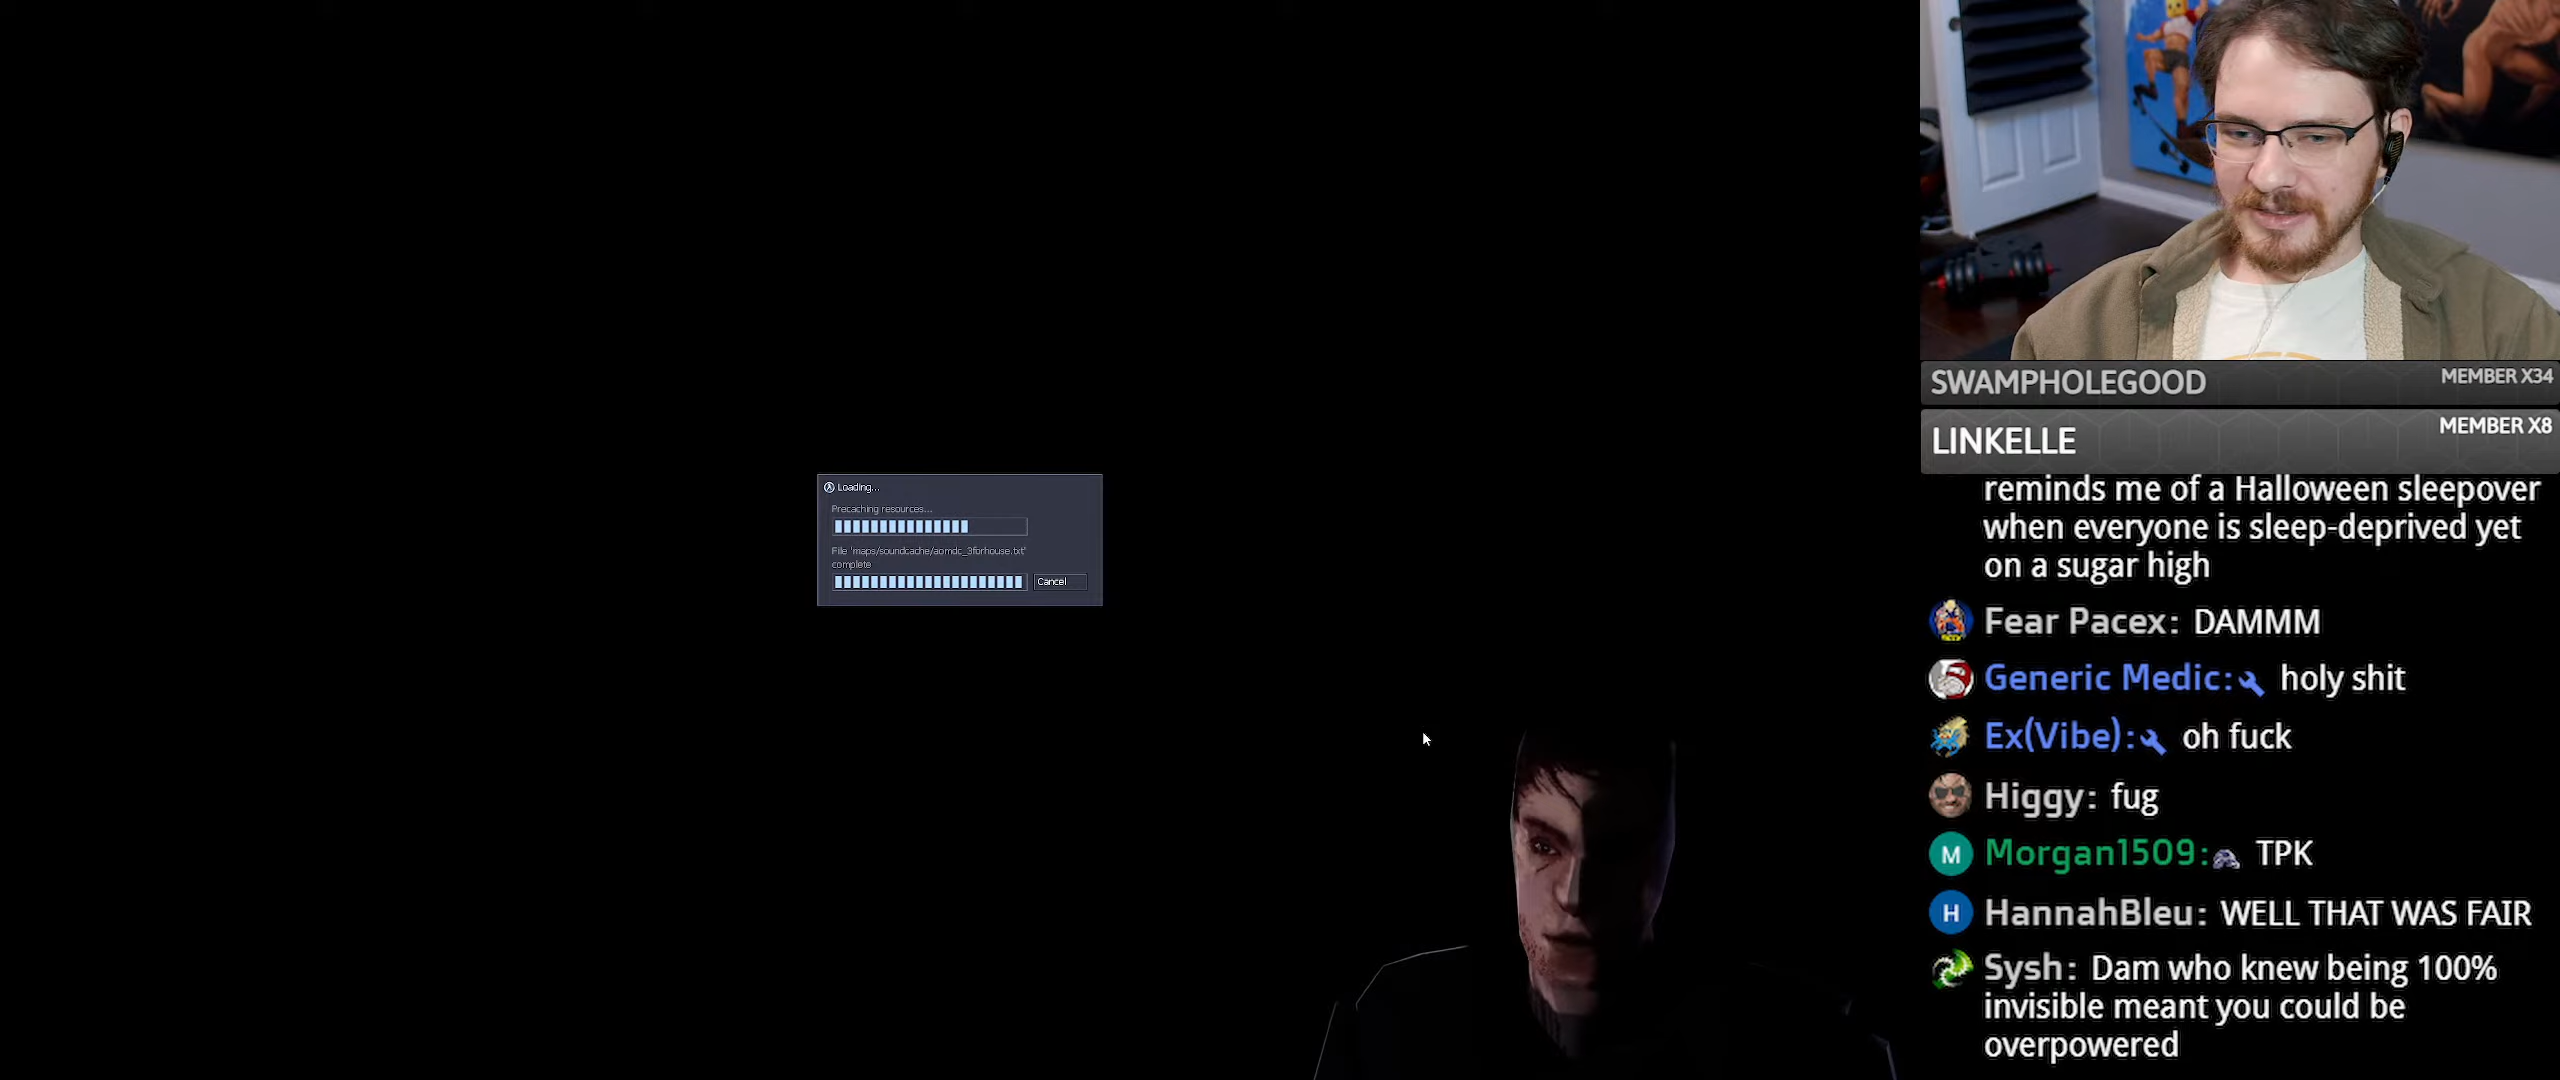 Loading...
Precaching resources...
File 'maps/soundcache/aomdc_3forhouse.txt'
complete
Cancel
SWAMPHOLEGOOD
MEMBER X34
LINKELLE
MEMBER X8
reminds me of a Halloween sleepover
when everyone is sleep-deprived yet
on a sugar high
Fear Pacex: DAMMM
Generic Medic: holy shit
Ex(Vibe): oh fuck
Higgy: fug
M Morgan1509: TPK
H HannahBleu: WELL THAT WAS FAIR
Sysh: Dam who knew being 100%
invisible meant you could be
overpowered